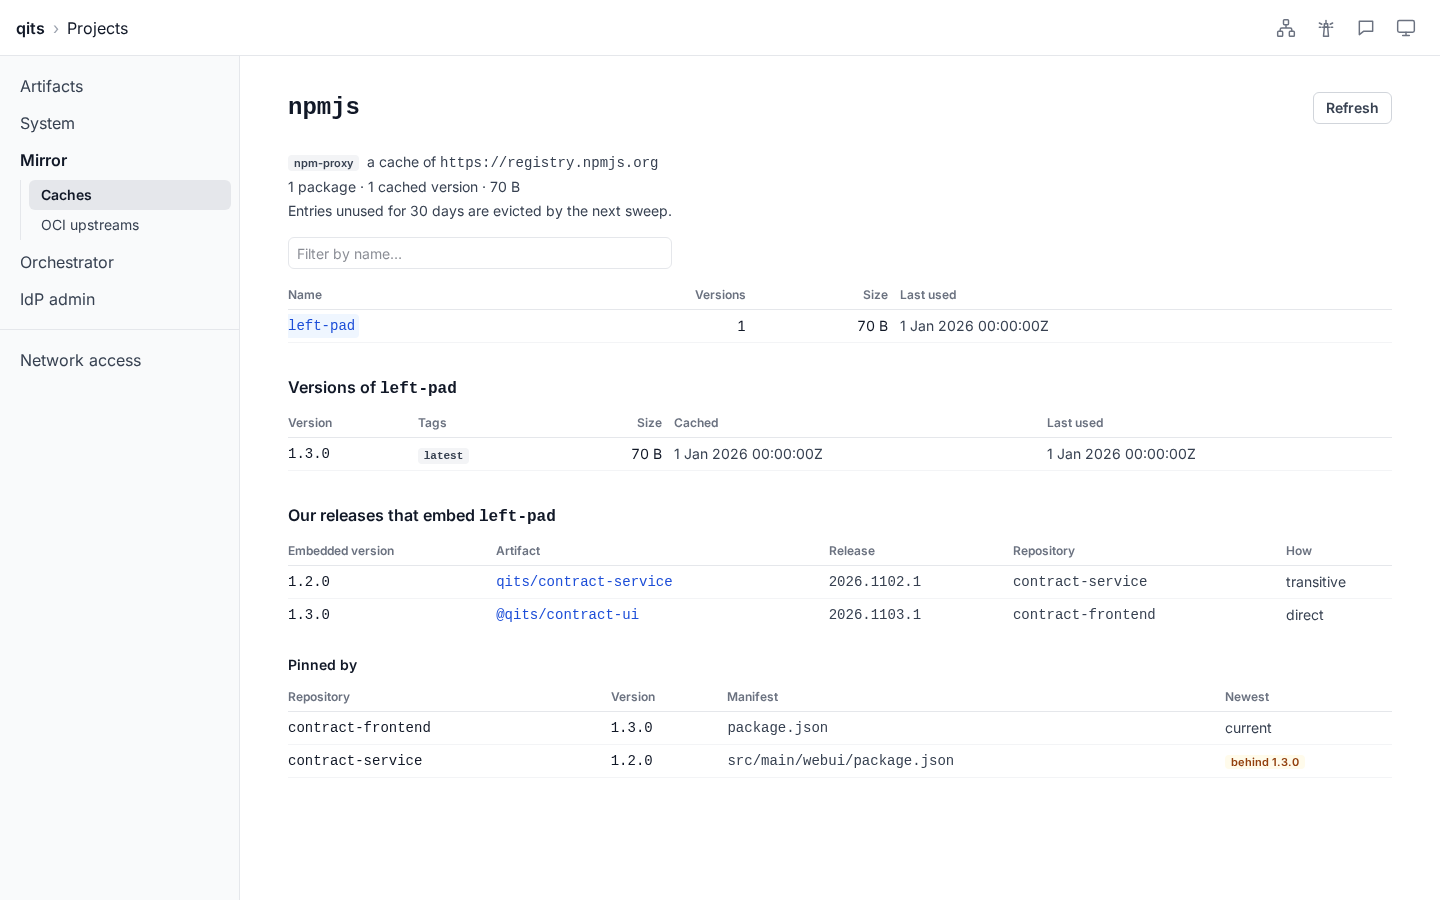 qits › Projects
Artifacts
System
Mirror
Caches
OCI upstreams
Orchestrator
IdP admin
Network access
npmjs
Refresh
npm-proxy a cache of https://registry.npmjs.org
1 package · 1 cached version · 70 B
Entries unused for 30 days are evicted by the next sweep.
Filter by name...
Name Versions Size Last used
left-pad 1 70 B 1 Jan 2026 00:00:00Z
Versions of left-pad
Version Tags Size Cached Last used
1.3.0 latest 70 B 1 Jan 2026 00:00:00Z 1 Jan 2026 00:00:00Z
Our releases that embed left-pad
Embedded version Artifact Release Repository How
1.2.0 qits/contract-service 2026.1102.1 contract-service transitive
1.3.0 @qits/contract-ui 2026.1103.1 contract-frontend direct
Pinned by
Repository Version Manifest Newest
contract-frontend 1.3.0 package.json current
contract-service 1.2.0 src/main/webui/package.json behind 1.3.0